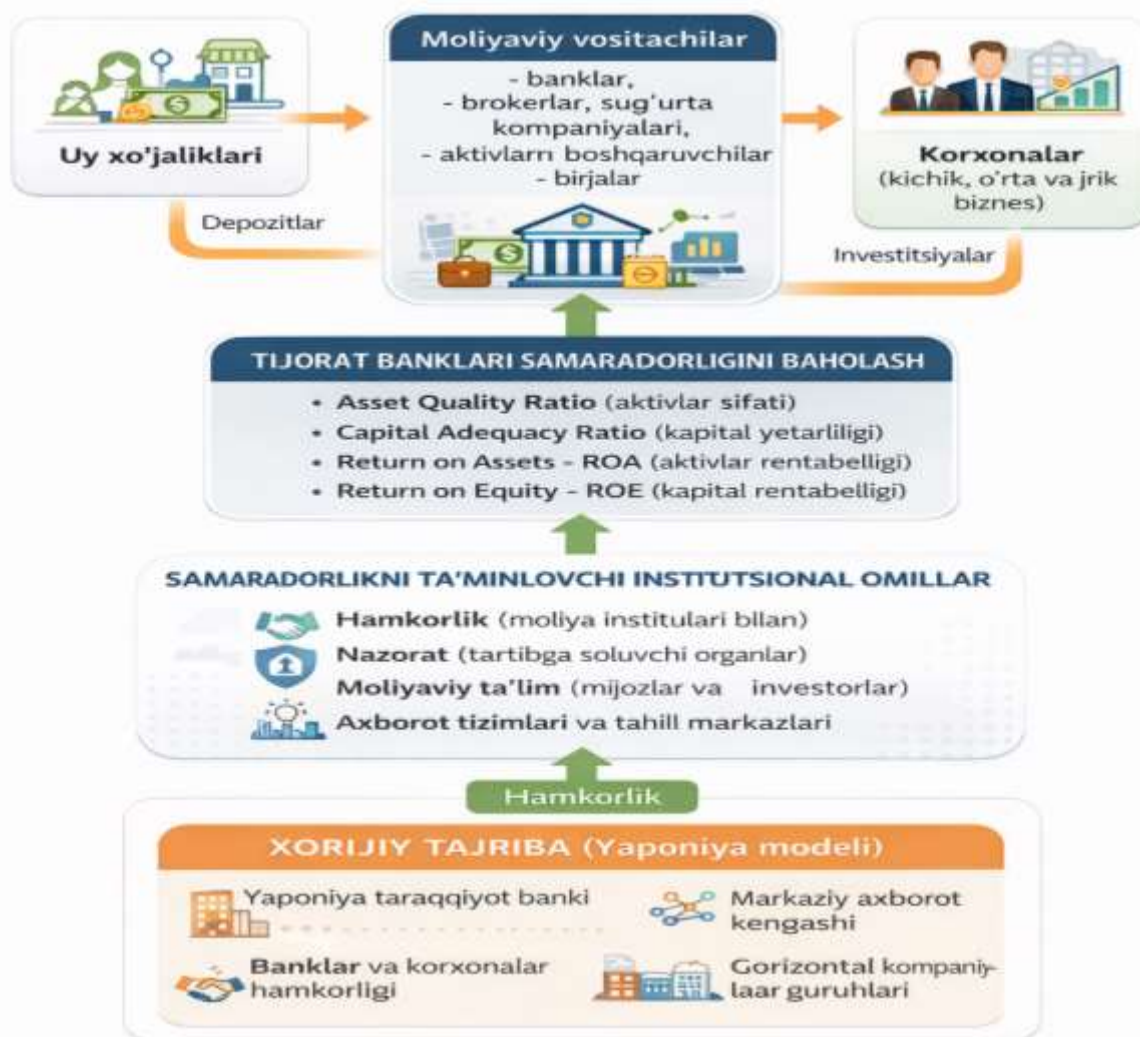 Moliyaviy vositachilar
- banklar,
- brokerlar, sug'urta
kompaniyalari,
- aktivlarn boshqaruvchilar
- birjalar
Uy xo'jaliklari
Korxonalar
(kichik, o'rta va jrik
biznes)
Depozitlar
Investitsiyalar
TIJORAT BANKLARI SAMARADORLIGINI BAHOLASH
• Asset Quality Ratio (aktivlar sifati)
• Capital Adequacy Ratio (kapital yetarliligi)
• Return on Assets - ROA (aktivlar rentabelligi)
• Return on Equity - ROE (kapital rentabelligi)
SAMARADORLIKNI TA'MINLOVCHI INSTITUTSIONAL OMILLAR
Hamkorlik (moliya institulari bilan)
Nazorat (tartibga soluvchi organlar)
Moliyaviy ta'lim (mijozlar va investorlar)
Axborot tizimlari va tahill markazlari
Hamkorlik
XORIJIY TAJRIBA (Yaponiya modeli)
Yaponiya taraqqiyot banki
Markaziy axborot
kengashi
Banklar va korxonalar
hamkorligi
Gorizontal kompaniy-
laar guruhlari